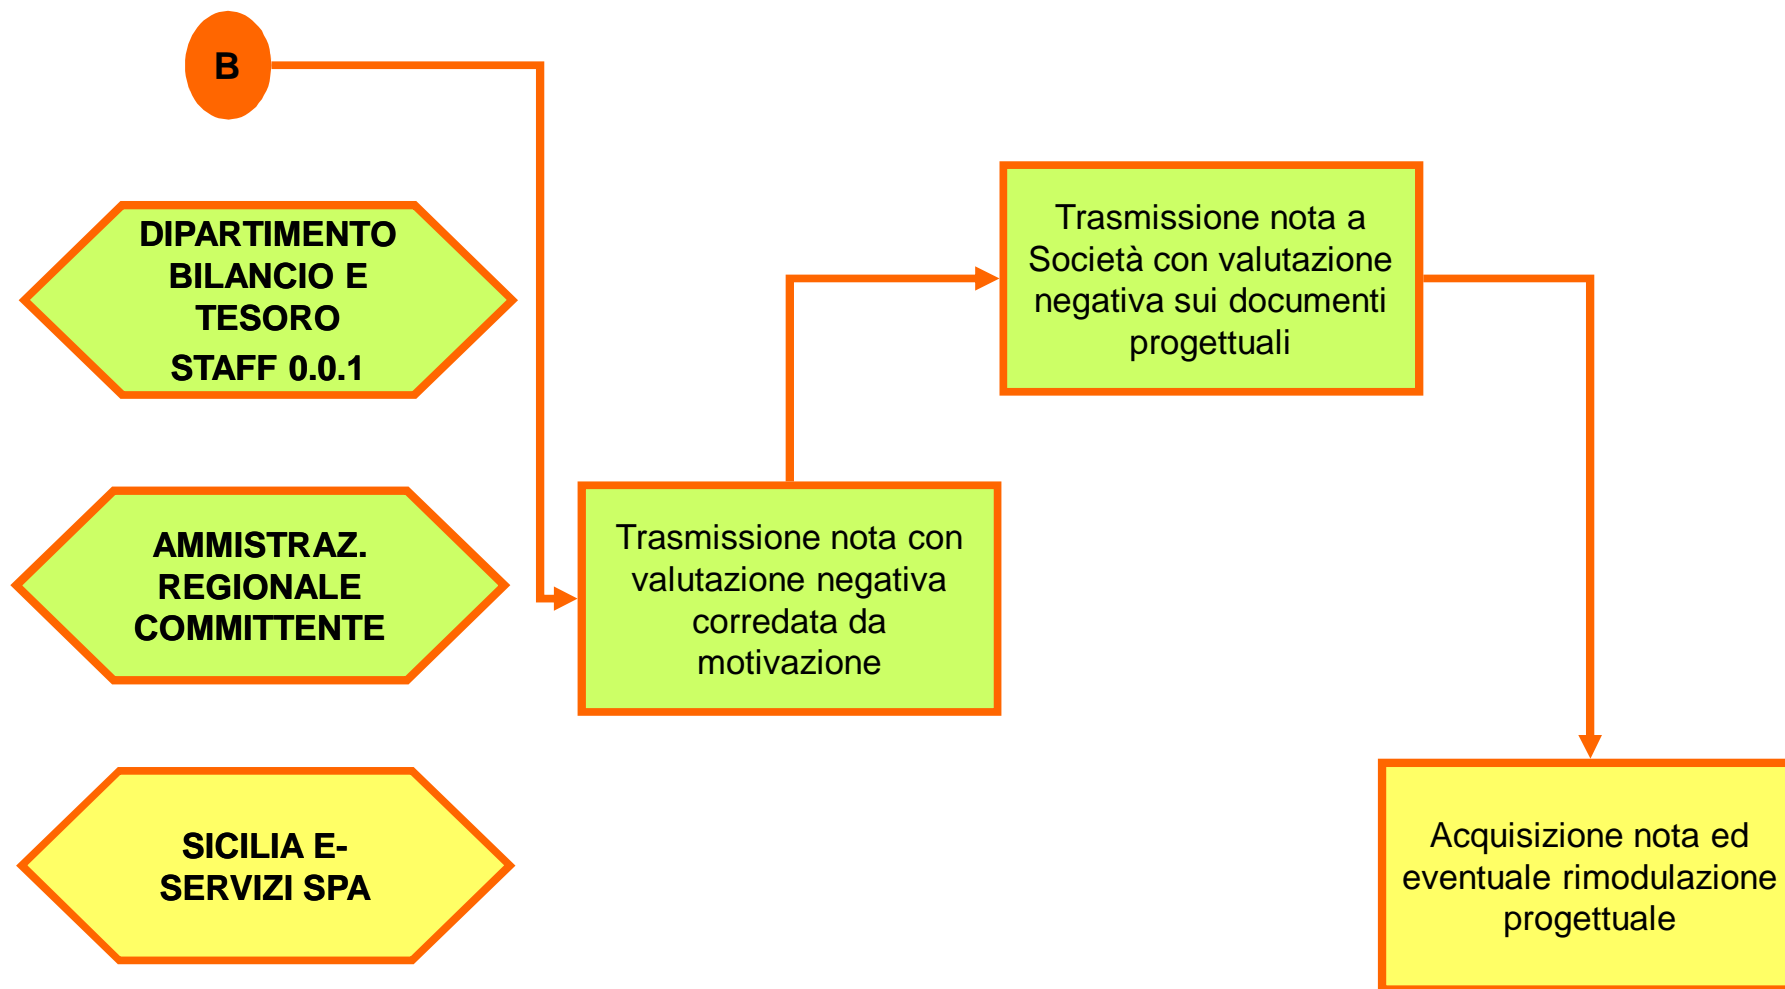 B
DIPARTIMENTO
BILANCIO E
TESORO
STAFF 0.0.1
Trasmissione nota a
Società con valutazione
negativa sui documenti
progettuali
AMMISTRAZ.
REGIONALE
COMMITTENTE
Trasmissione nota con
valutazione negativa
corredata da
motivazione
SICILIA E-
SERVIZI SPA
Acquisizione nota ed
eventuale rimodulazione
progettuale